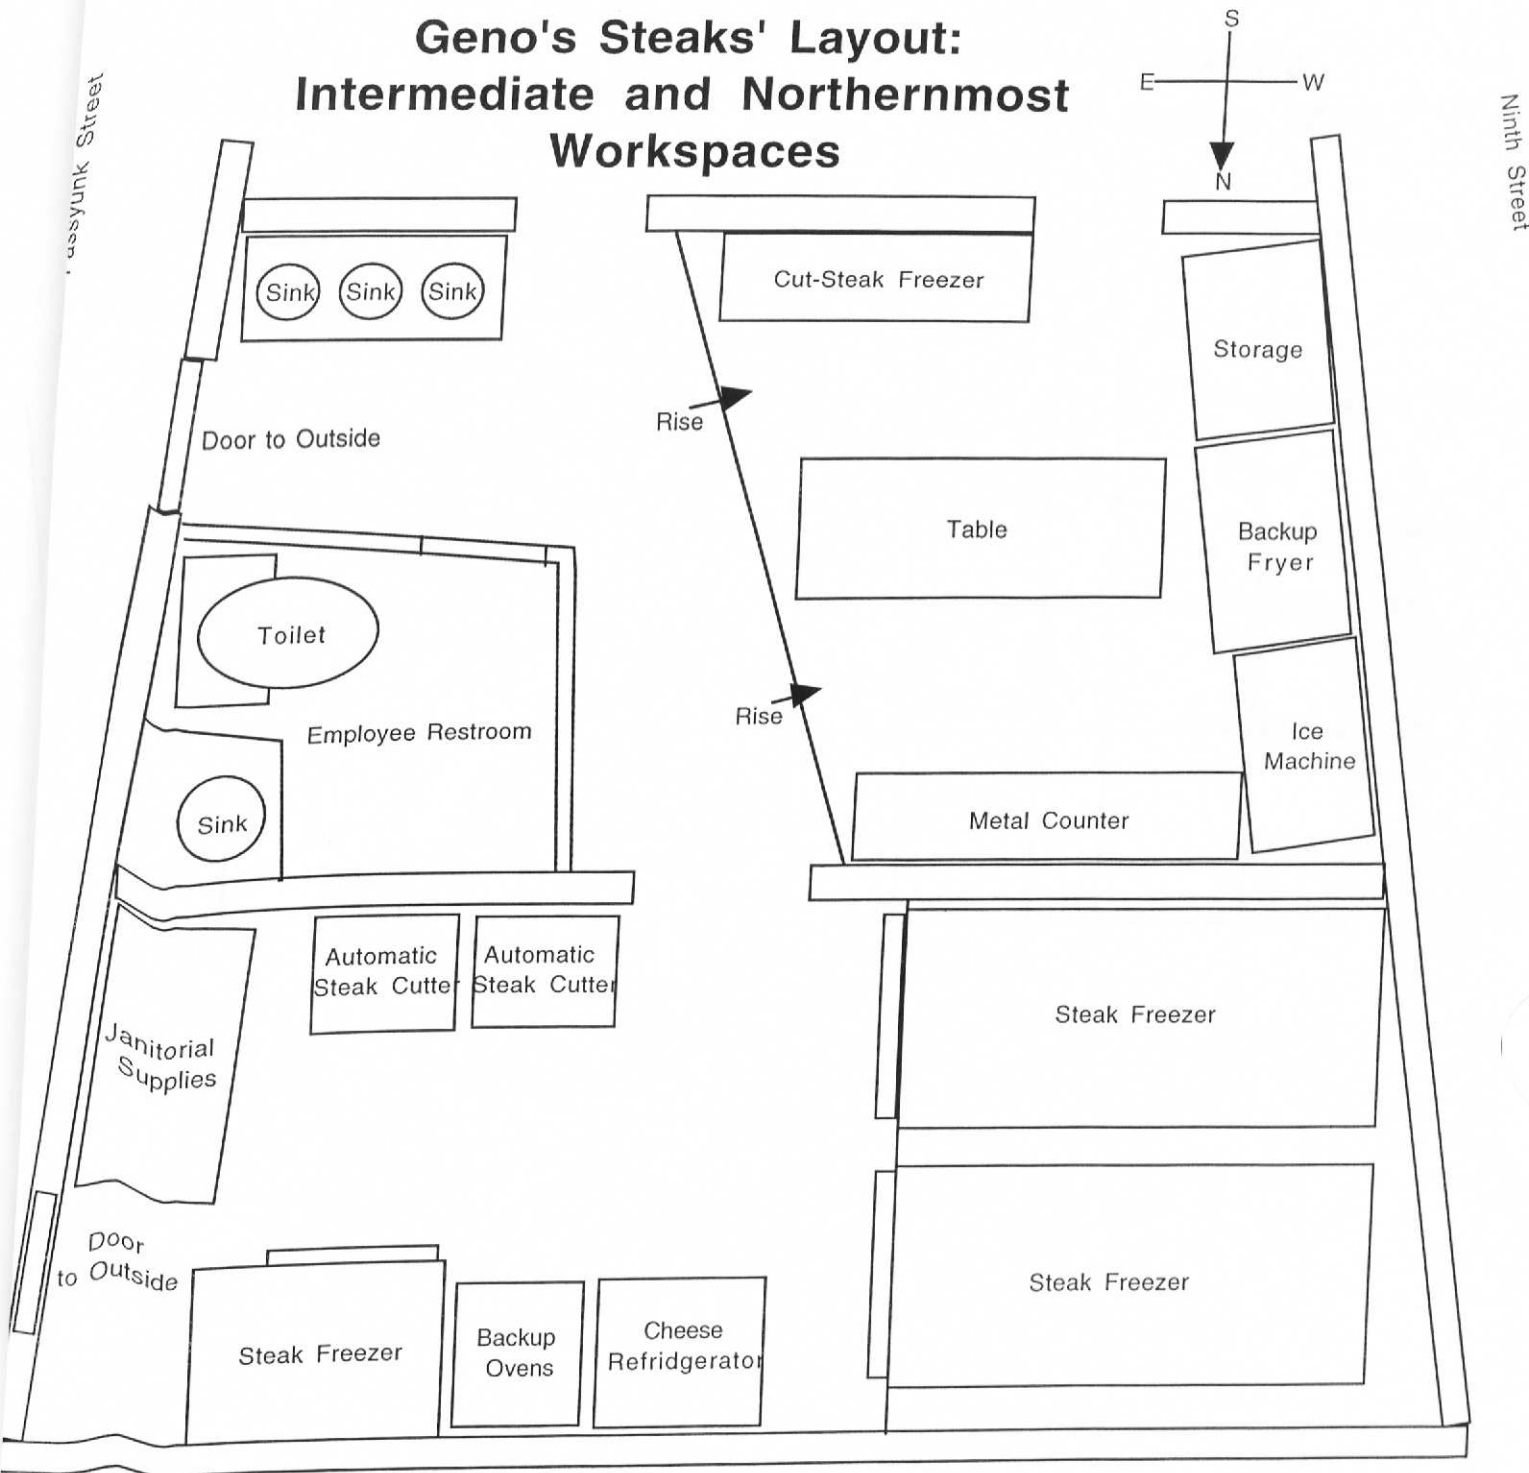 Geno's Steaks' Layout:
Intermediate and Northernmost
Workspaces
S
E
W
N
Street
Ninth Street
Sink
Sink
Sink
Cut-Steak Freezer
Storage
Rise
Door to Outside
Table
Backup
Fryer
Toilet
Rise
Employee Restroom
Ice
Machine
Sink
Metal Counter
Automatic
Steak Cutter
Automatic
Steak Cutter
Steak Freezer
Janitorial
Supplies
Door
to Outside
Steak Freezer
Backup
Ovens
Cheese
Refridgerator
Steak Freezer